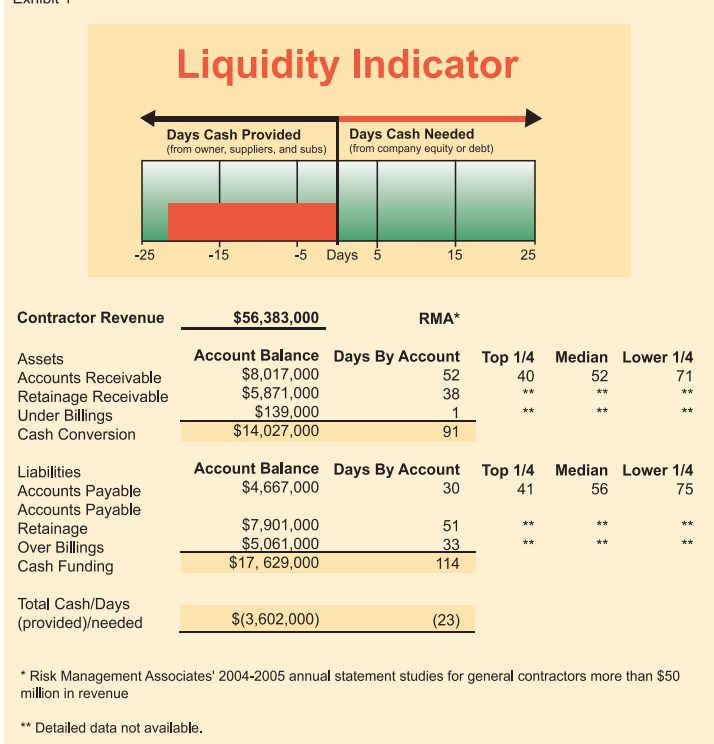 Exhibit 1
Liquidity Indicator
Days Cash Provided Days Cash Needed
(from owner, suppliers, and subs) (from company equity or debt)
-25 -15 -5 Days 5 15 25
Contractor Revenue $56,383,000 RMA*
Assets Account Balance Days By Account Top 1/4 Median Lower 1/4
Accounts Receivable $8,017,000 52 40 52 71
Retainage Receivable $5,871,000 38 ** ** **
Under Billings $139,000 1 ** ** **
Cash Conversion $14,027,000 91
Liabilities Account Balance Days By Account Top 1/4 Median Lower 1/4
Accounts Payable $4,667,000 30 41 56 75
Accounts Payable
Retainage $7,901,000 51 ** ** **
Over Billings $5,061,000 33 ** ** **
Cash Funding $17, 629,000 114
Total Cash/Days
(provided)/needed $(3,602,000) (23)
* Risk Management Associates' 2004-2005 annual statement studies for general contractors more than $50
million in revenue
** Detailed data not available.